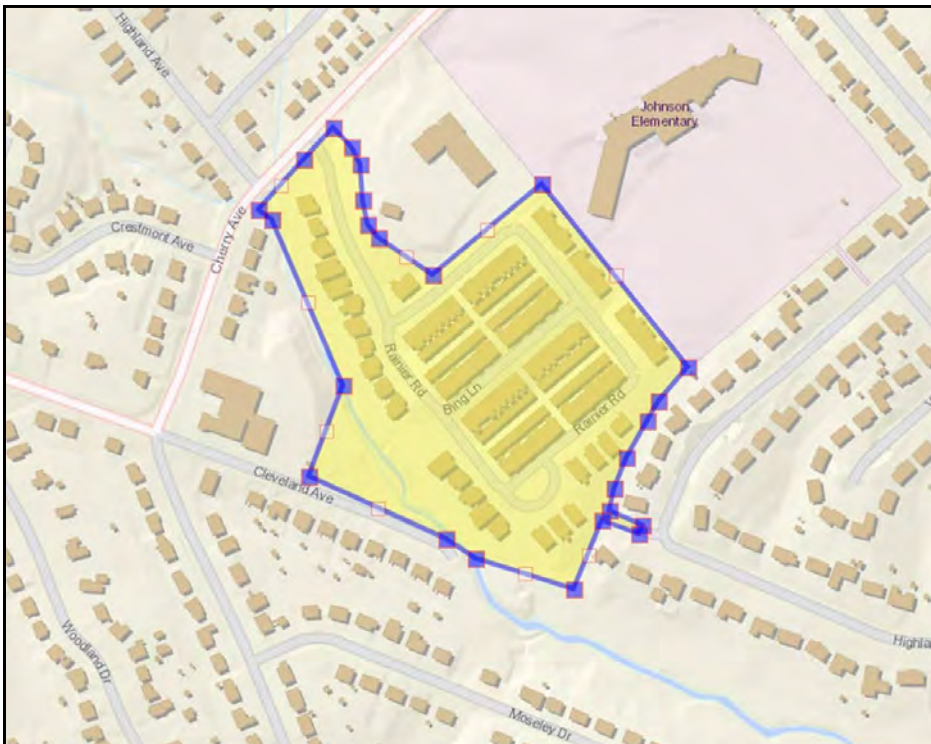 Highland Ave
Johnson
Elementary
Crestmont Ave
Cherry Ave
Rainier Rd
Bing Ln
Rainier Rd
Cleveland Ave
Woodland Dr
Highla
Moseley Dr